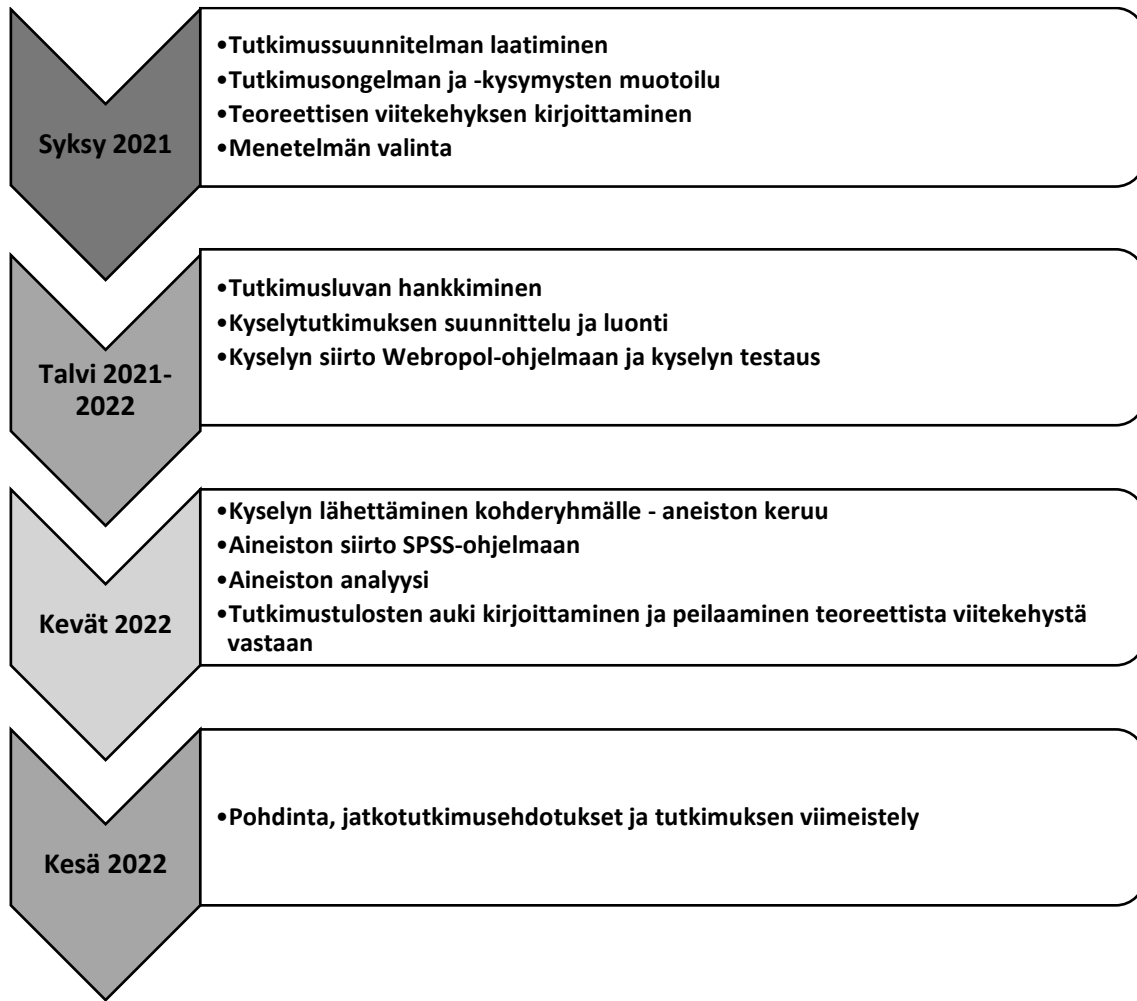 Syksy 2021
•Tutkimussuunnitelman laatiminen
•Tutkimusongelman ja -kysymysten muotoilu
•Teoreettisen viitekehyksen kirjoittaminen
•Menetelmän valinta
Talvi 2021-
2022
•Tutkimusluvan hankkiminen
•Kyselytutkimuksen suunnittelu ja luonti
•Kyselyn siirto Webropol-ohjelmaan ja kyselyn testaus
Kevät 2022
•Kyselyn lähettäminen kohderyhmälle - aneiston keruu
•Aineiston siirto SPSS-ohjelmaan
•Aineiston analyysi
•Tutkimustulosten auki kirjoittaminen ja peilaaminen teoreettista viitekehystä
vastaan
Kesä 2022
•Pohdinta, jatkotutkimusehdotukset ja tutkimuksen viimeistely